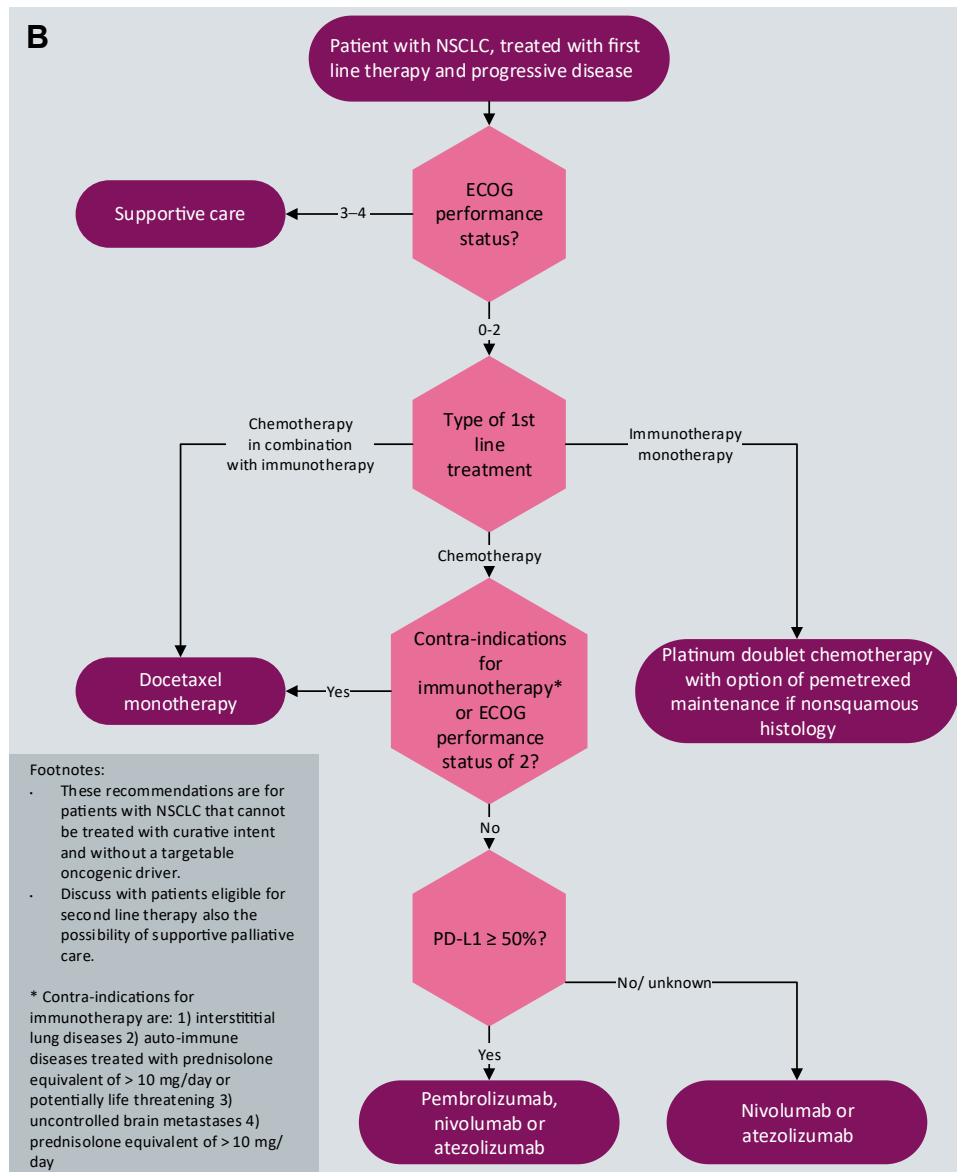 B
Patient with NSCLC, treated with first
line therapy and progressive disease
ECOG
performance
status?
3–4
Supportive care
0-2
Type of 1st
line
treatment
Chemotherapy
in combination
with immunotherapy
Immunotherapy
monotherapy
Chemotherapy
Contra-indications
for
immunotherapy*
or ECOG
performance
status of 2?
Yes
Docetaxel
monotherapy
Platinum doublet chemotherapy
with option of pemetrexed
maintenance if nonsquamous
histology
No
PD-L1 ≥ 50%?
No/ unknown
Yes
Pembrolizumab,
nivolumab or
atezolizumab
Nivolumab or
atezolizumab
Footnotes:
· These recommendations are for
patients with NSCLC that cannot
be treated with curative intent
and without a targetable
oncogenic driver.
· Discuss with patients eligible for
second line therapy also the
possibility of supportive palliative
care.
* Contra-indications for
immunotherapy are: 1) interstitital
lung diseases 2) auto-immune
diseases treated with prednisolone
equivalent of > 10 mg/day or
potentially life threatening 3)
uncontrolled brain metastases 4)
prednisolone equivalent of > 10 mg/
day